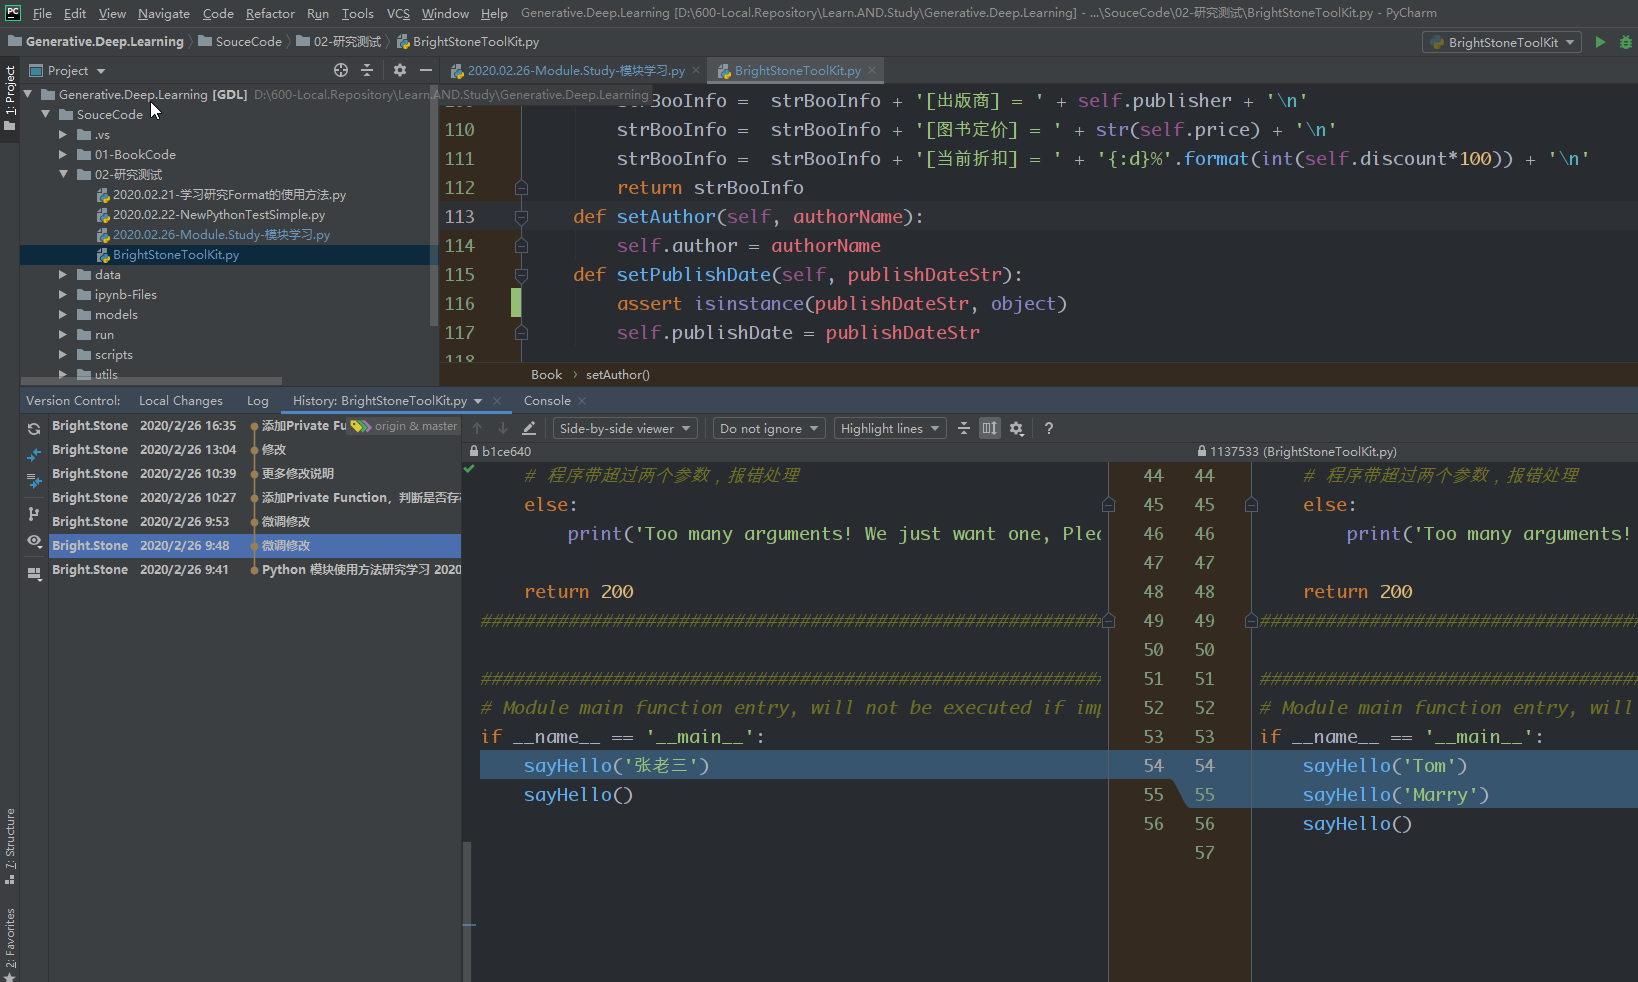 PC File Edit View Navigate Code Refactor Run Tools VCS Window Help Generative.Deep.Learning [D:\600-Local.Repository\Learn.AND.Study\Generative.Deep.Learning] - ...\SouceCode\02-研究测试\BrightStoneToolKit.py - PyCharm
Generative.Deep.Learning SouceCode 02-研究测试 BrightStoneToolKit.py BrightStoneToolKit
1: Project
Project
2020.02.26-Module.Study-模块学习.py
BrightStoneToolKit.py
Generative.Deep.Learning [GDL] D:\600-Local.Repository\Learn.AND.Study\Generative.Deep.Learning
SouceCode
.vs
01-BookCode
02-研究测试
2020.02.21-学习研究Format的使用方法.py
2020.02.22-NewPythonTestSimple.py
2020.02.26-Module.Study-模块学习.py
BrightStoneToolKit.py
data
ipynb-Files
models
run
scripts
utils
strBooInfo = strBooInfo + '[出版商] = ' + self.publisher + '\n'
110 strBooInfo = strBooInfo + '[图书定价] = ' + str(self.price) + '\n'
111 strBooInfo = strBooInfo + '[当前折扣] = ' + '{:d}%'.format(int(self.discount*100)) + '\n'
112 return strBooInfo
113 def setAuthor(self, authorName):
114 self.author = authorName
115 def setPublishDate(self, publishDateStr):
116 assert isinstance(publishDateStr, object)
117 self.publishDate = publishDateStr
118
Book › setAuthor()
Version Control: Local Changes Log History: BrightStoneToolKit.py Console
Bright.Stone 2020/2/26 16:35 添加Private Fu origin & master
Bright.Stone 2020/2/26 13:04 修改
Bright.Stone 2020/2/26 10:39 更多修改说明
Bright.Stone 2020/2/26 10:27 添加Private Function, 判断是否存
Bright.Stone 2020/2/26 9:53 微调修改
Bright.Stone 2020/2/26 9:48 微调修改
Bright.Stone 2020/2/26 9:41 Python 模块使用方法研究学习 2020
Side-by-side viewer Do not ignore Highlight lines ?
b1ce640 1137533 (BrightStoneToolKit.py)
# 程序带超过两个参数，报错处理 44 44 # 程序带超过两个参数，报错处理
else: 45 45 else:
print('Too many arguments! We just want one, Plea 46 46 print('Too many arguments!
47 47
return 200 48 48 return 200
######################################################### 49 49 ###################################
50 50
######################################################### 51 51 ###################################
# Module main function entry, will not be executed if imp 52 52 # Module main function entry, will
if __name__ == '__main__': 53 53 if __name__ == '__main__':
sayHello('张老三') 54 54 sayHello('Tom')
sayHello() 55 55 sayHello('Marry')
56 56 sayHello()
57
7: Structure
2: Favorites